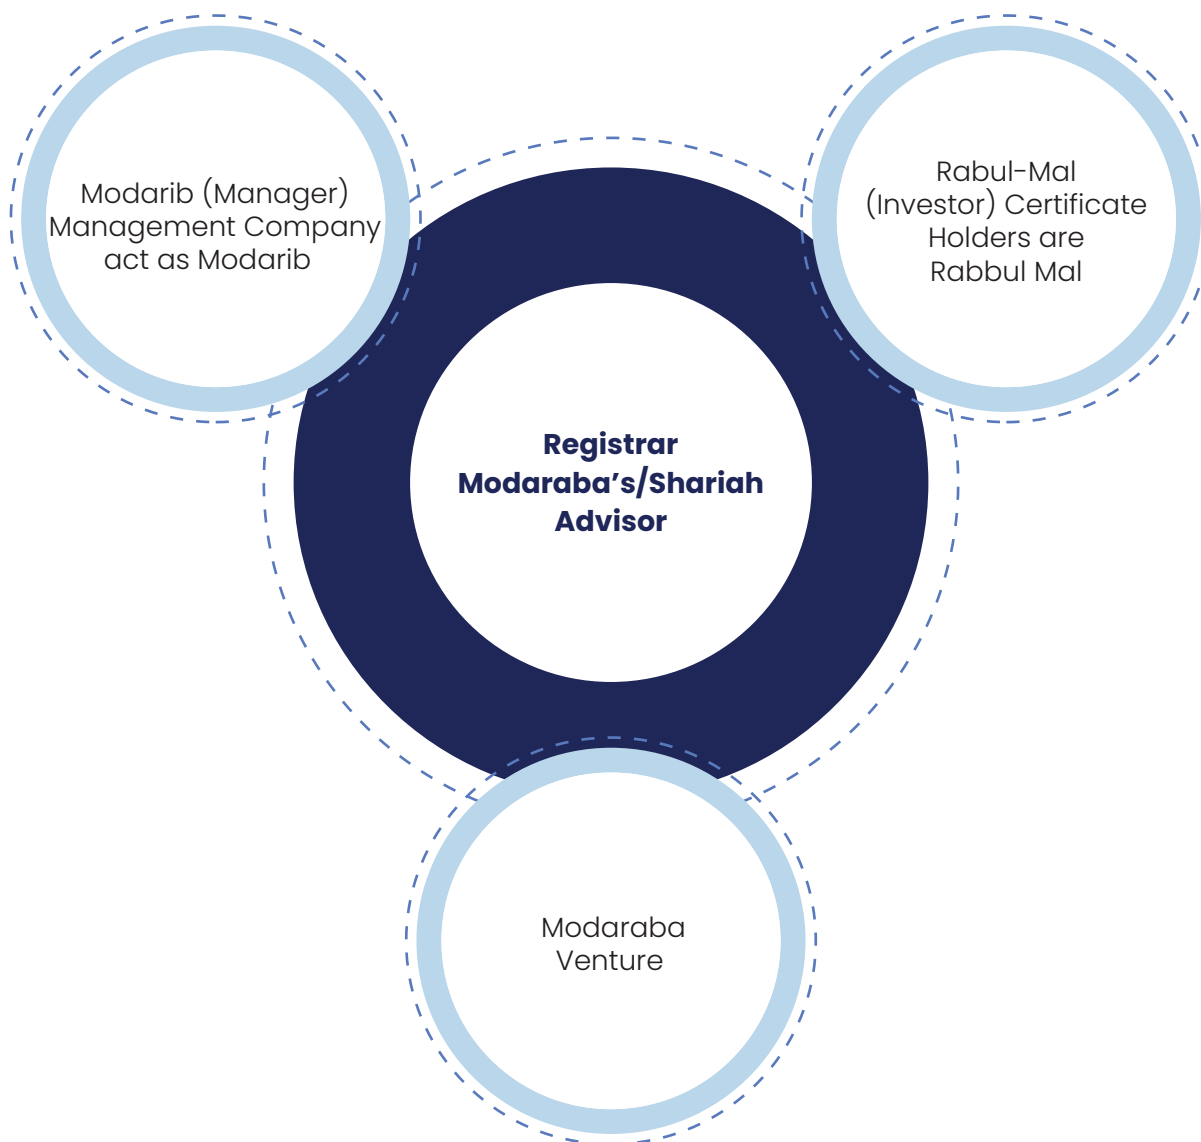 Modarib (Manager)
Management Company
act as Modarib
Rabul-Mal
(Investor) Certificate
Holders are
Rabbul Mal
Registrar
Modaraba’s/Shariah
Advisor
Modaraba
Venture